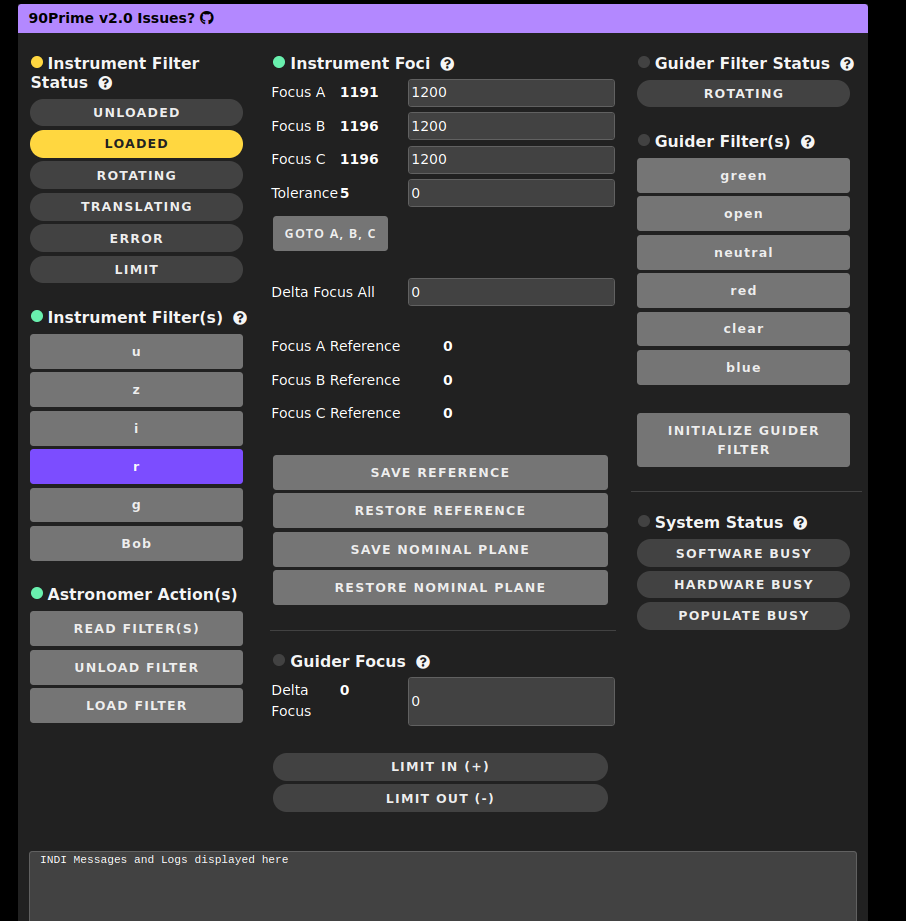 90Prime v2.0 Issues?
Instrument Filter
Status ?
UNLOADED
LOADED
ROTATING
TRANSLATING
ERROR
LIMIT
Instrument Filter(s) ?
u
z
i
r
g
Bob
Astronomer Action(s)
READ FILTER(S)
UNLOAD FILTER
LOAD FILTER
Instrument Foci ?
Focus A 1191 1200
Focus B 1196 1200
Focus C 1196 1200
Tolerance 5 0
GOTO A, B, C
Delta Focus All 0
Focus A Reference 0
Focus B Reference 0
Focus C Reference 0
SAVE REFERENCE
RESTORE REFERENCE
SAVE NOMINAL PLANE
RESTORE NOMINAL PLANE
Guider Focus ?
Delta 0 0
Focus
LIMIT IN (+)
LIMIT OUT (-)
Guider Filter Status ?
ROTATING
Guider Filter(s) ?
green
open
neutral
red
clear
blue
INITIALIZE GUIDER
FILTER
System Status ?
SOFTWARE BUSY
HARDWARE BUSY
POPULATE BUSY
INDI Messages and Logs displayed here